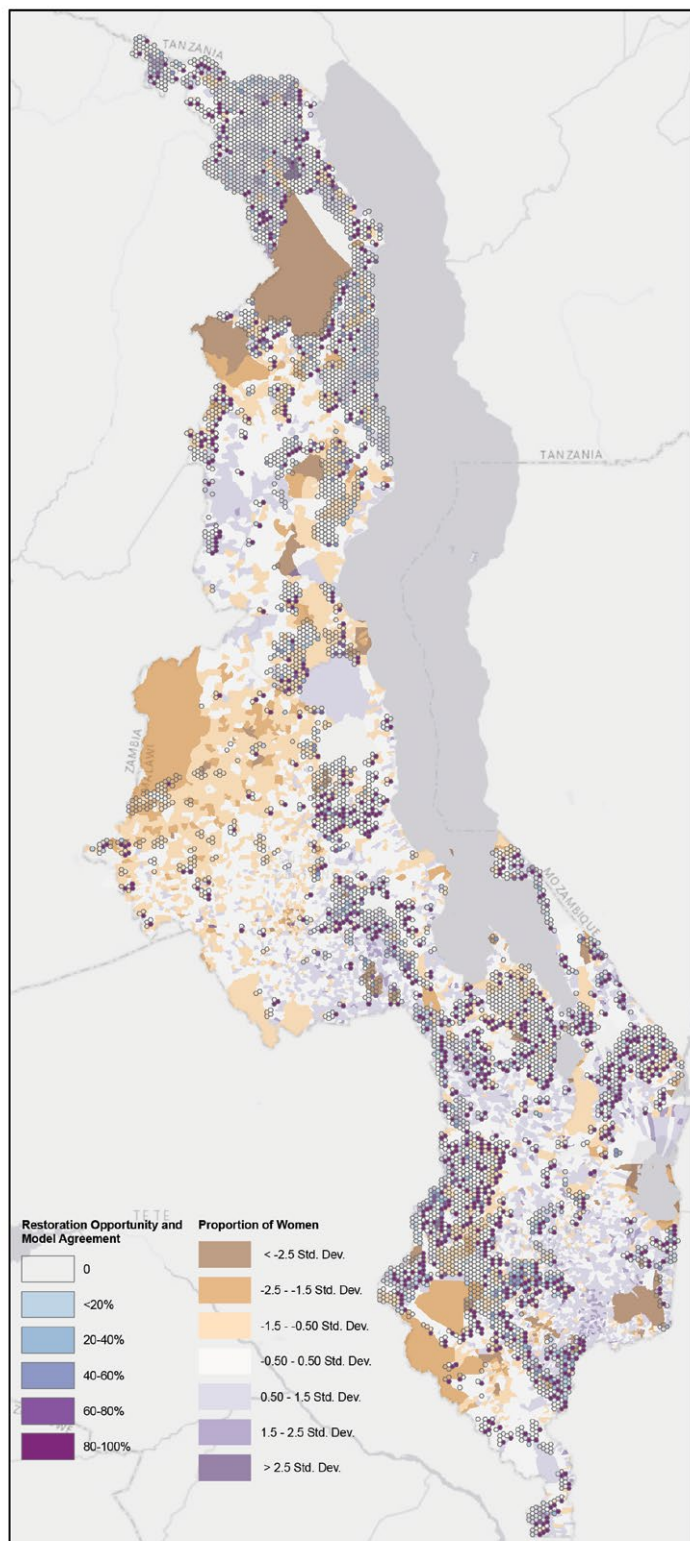 TANZANIA
TANZANIA
ZAMBIA
MALAWI
MOZAMBIQUE
TETE
Restoration Opportunity and
Model Agreement
0
<20%
20-40%
40-60%
60-80%
80-100%
Proportion of Women
< -2.5 Std. Dev.
-2.5 - -1.5 Std. Dev.
-1.5 - -0.50 Std. Dev.
-0.50 - 0.50 Std. Dev.
0.50 - 1.5 Std. Dev.
1.5 - 2.5 Std. Dev.
> 2.5 Std. Dev.